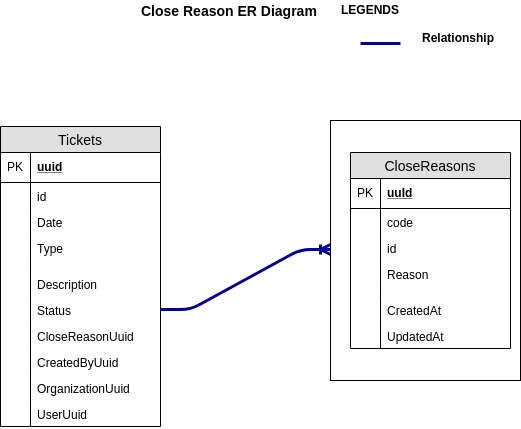 Close Reason ER Diagram
LEGENDS
Relationship
Tickets
PK uuid
id
Date
Type
Description
Status
CloseReasonUuid
CreatedByUuid
OrganizationUuid
UserUuid
CloseReasons
PK uuId
code
id
Reason
CreatedAt
UpdatedAt